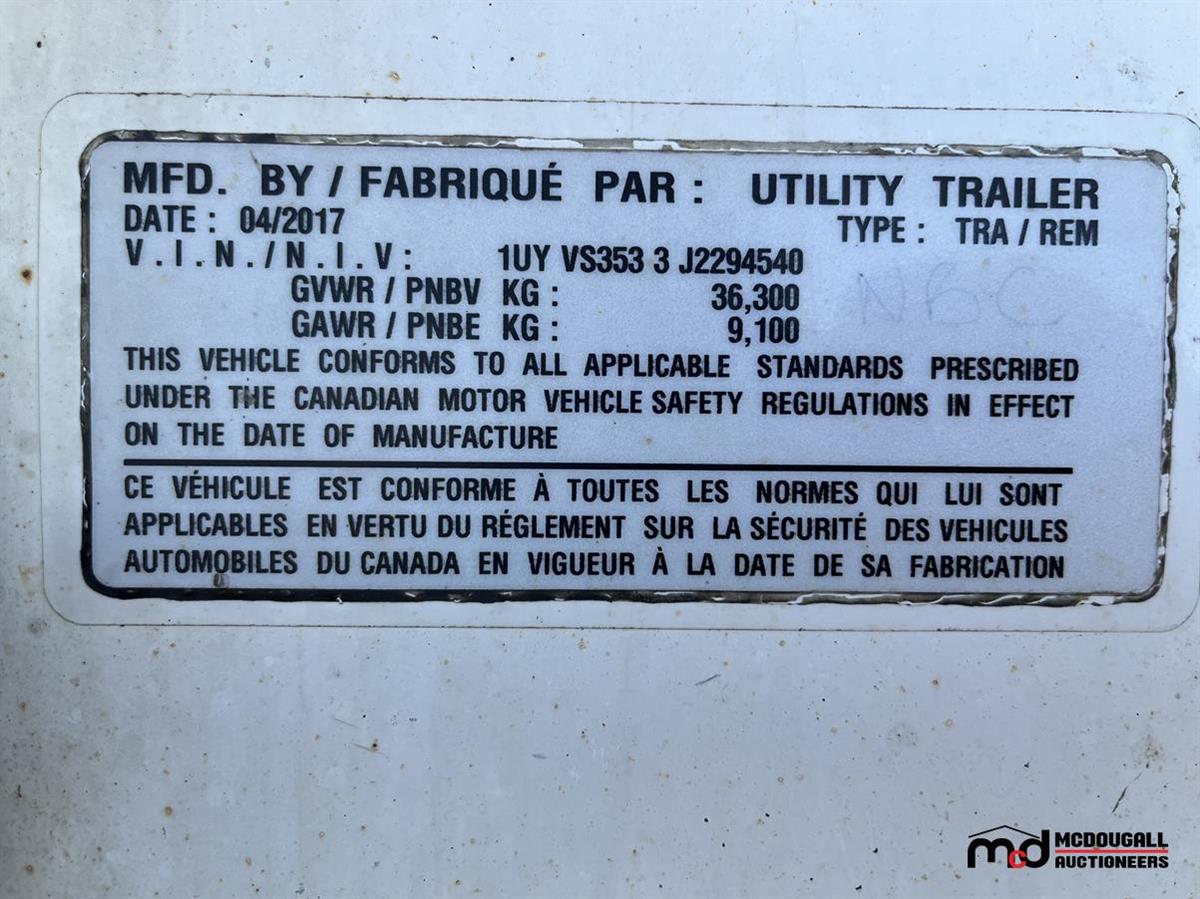 MFD. BY / FABRIQUÉ PAR : UTILITY TRAILER
DATE : 04/2017 TYPE : TRA / REM
V.I.N./N.I.V: 1UY VS353 3 J2294540
GVWR / PNBV KG : 36,300
GAWR / PNBE KG : 9,100
THIS VEHICLE CONFORMS TO ALL APPLICABLE STANDARDS PRESCRIBED
UNDER THE CANADIAN MOTOR VEHICLE SAFETY REGULATIONS IN EFFECT
ON THE DATE OF MANUFACTURE
CE VÉHICULE EST CONFORME À TOUTES LES NORMES QUI LUI SONT
APPLICABLES EN VERTU DU RÉGLEMENT SUR LA SÉCURITÉ DES VEHICULES
AUTOMOBILES DU CANADA EN VIGUEUR À LA DATE DE SA FABRICATION
mcd MCDOUGALL
AUCTIONEERS